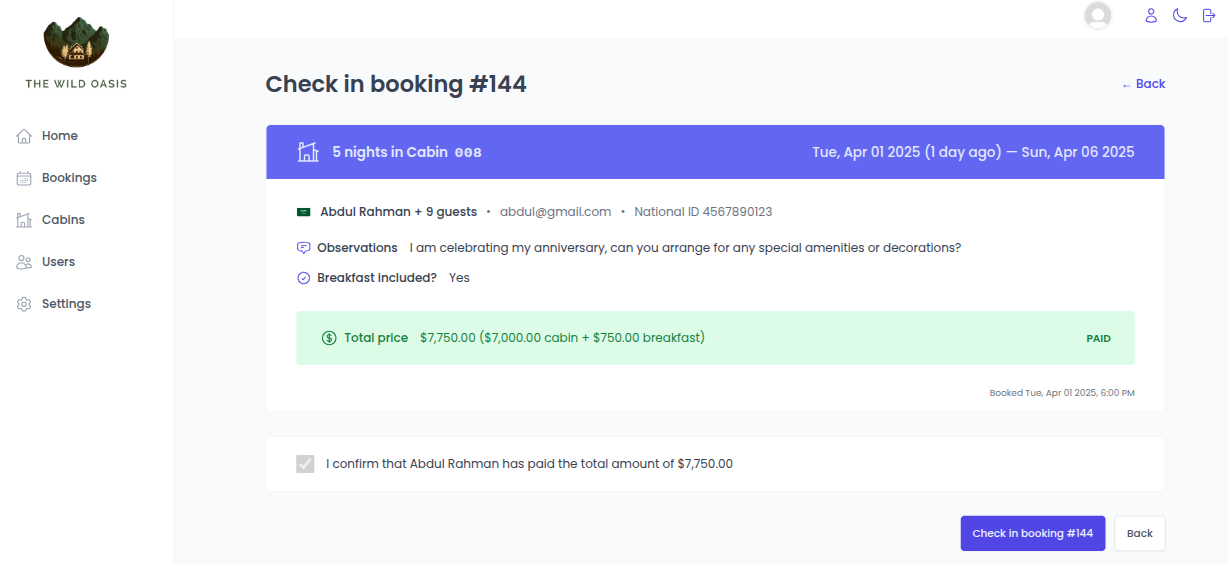 THE WILD OASIS
Home
Bookings
Cabins
Users
Settings
Check in booking #144
← Back
5 nights in Cabin 008
Tue, Apr 01 2025 (1 day ago) — Sun, Apr 06 2025
Abdul Rahman + 9 guests • abdul@gmail.com • National ID 4567890123
Observations I am celebrating my anniversary, can you arrange for any special amenities or decorations?
Breakfast included? Yes
Total price $7,750.00 ($7,000.00 cabin + $750.00 breakfast)
PAID
Booked Tue, Apr 01 2025, 6:00 PM
I confirm that Abdul Rahman has paid the total amount of $7,750.00
Check in booking #144
Back